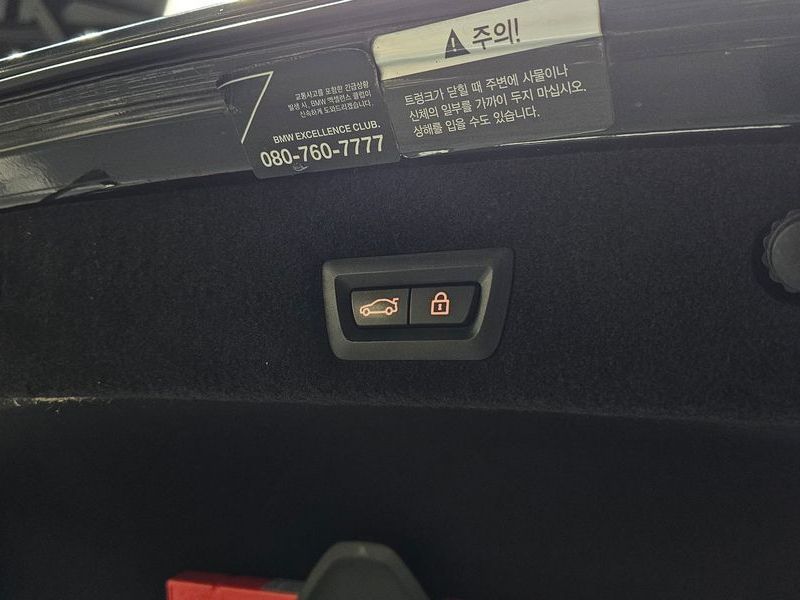 교통사고를 포함한 긴급상황
발생 시, BMW 엑설런스 클럽이
신속하게 도와드리겠습니다.
BMW EXCELLENCE CLUB.
080-760-7777
주의!
트렁크가 닫힐 때 주변에 사물이나
신체의 일부를 가까이 두지 마십시오.
상해를 입을 수도 있습니다.